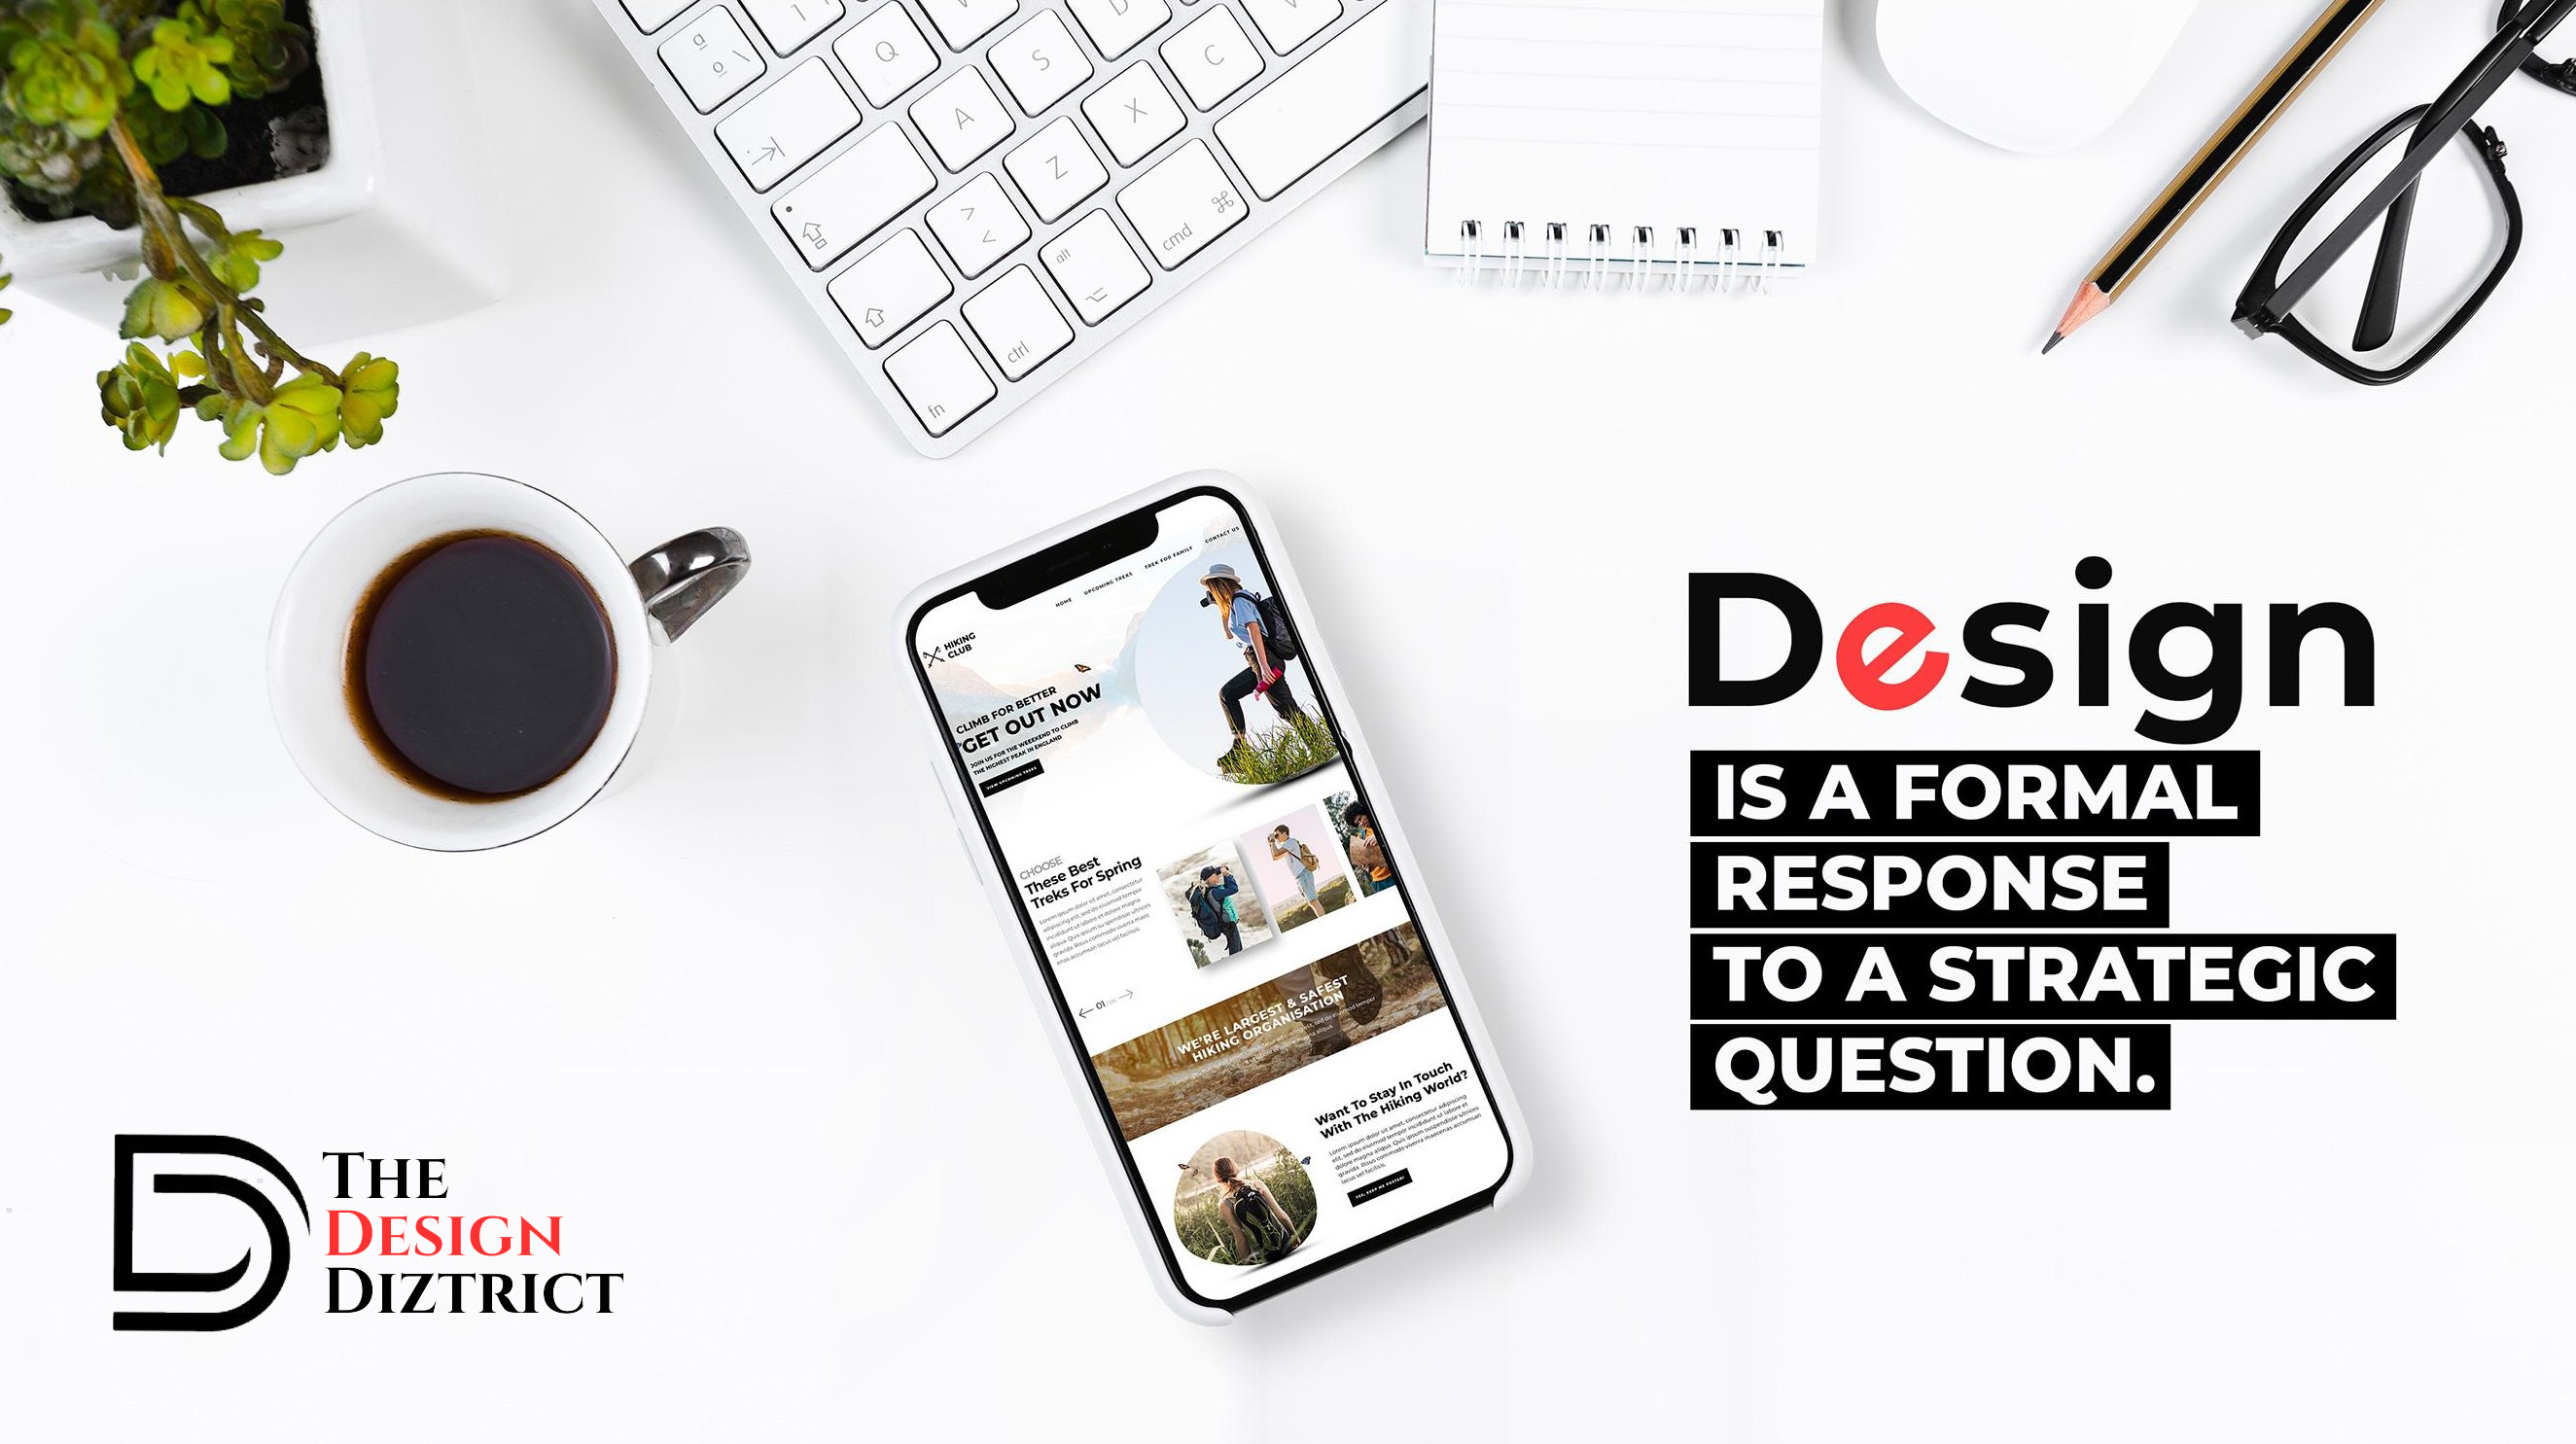 ª
º \
1
Q
W
A
S
D
>
<
Z
X
C
V
fn
ctrl
alt
cmd
HOME UPCOMING TREKS TREK FOR FAMILY CONTACT US
HIKING
CLUB
CLIMB FOR BETTER
GET OUT NOW
JOIN US FOR THE WEEKEND TO CLIMB
THE HIGHEST PEAK IN ENGLAND
VIEW UPCOMING TREKS
CHOOSE
These Best
Treks For Spring
Lorem ipsum dolor sit amet, consectetur
adipiscing elit, sed do eiusmod tempor
incididunt ut labore et dolore magna
aliqua. Quis ipsum suspendisse ultrices
gravida. Risus commodo viverra maec
enas accumsan lacus vel facilisis.
01
WE'RE LARGEST & SAFEST
HIKING ORGANISATION
Want To Stay In Touch
With The Hiking World?
Lorem ipsum dolor sit amet, consectetur adipiscing
elit, sed do eiusmod tempor incididunt ut labore et
dolore magna aliqua. Quis ipsum suspendisse ultrices
gravida. Risus commodo viverra maecenas accumsan
lacus vel facilisis.
YES, KEEP ME POSTED!
Design
IS A FORMAL
RESPONSE
TO A STRATEGIC
QUESTION.
THE
DESIGN
DIZTRICT